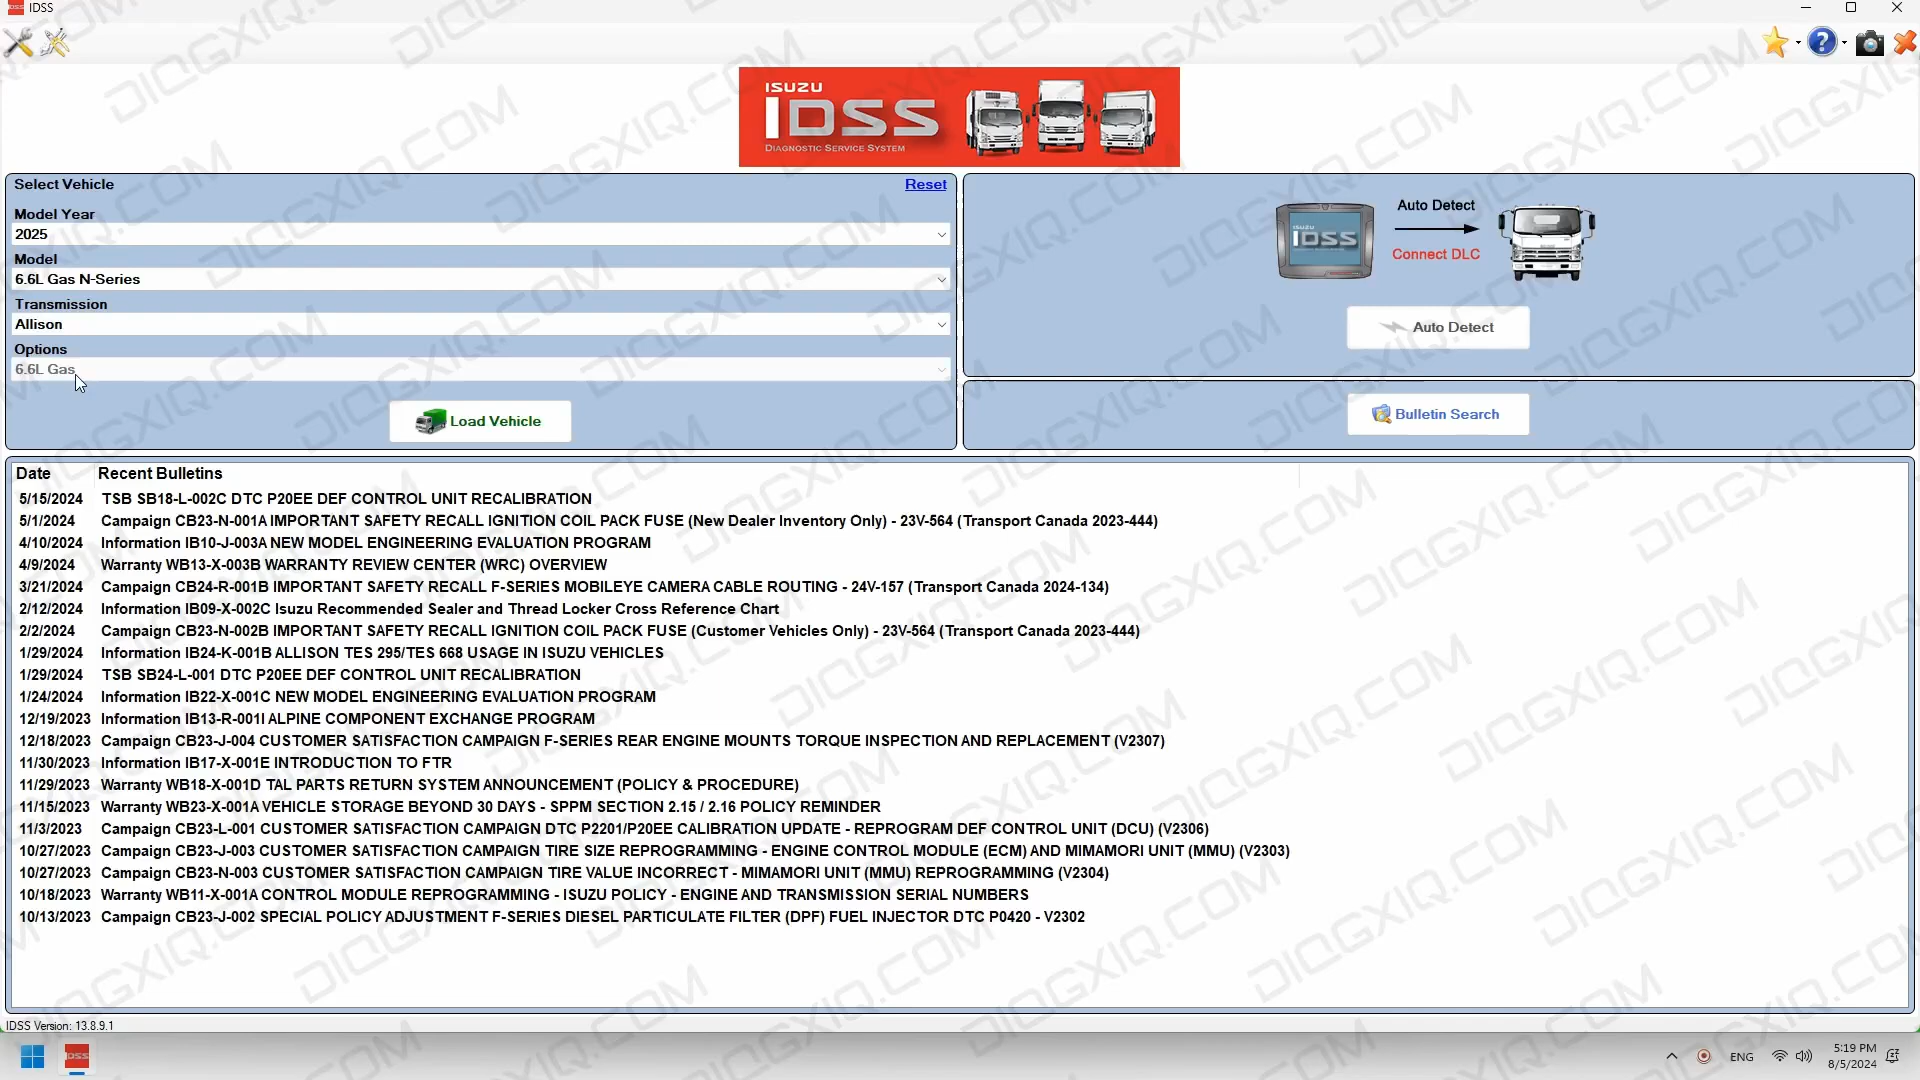 IDSS
ISUZU
IDSS
DIAGNOSTIC SERVICE SYSTEM
Select Vehicle
Reset
Model Year
2025
Model
6.6L Gas N-Series
Transmission
Allison
Options
6.6L Gas
Load Vehicle
Auto Detect
ISUZU
IDSS
Connect DLC
Auto Detect
Bulletin Search
Date Recent Bulletins
5/15/2024 TSB SB18-L-002C DTC P20EE DEF CONTROL UNIT RECALIBRATION
5/1/2024 Campaign CB23-N-001A IMPORTANT SAFETY RECALL IGNITION COIL PACK FUSE (New Dealer Inventory Only) - 23V-564 (Transport Canada 2023-444)
4/10/2024 Information IB10-J-003A NEW MODEL ENGINEERING EVALUATION PROGRAM
4/9/2024 Warranty WB13-X-003B WARRANTY REVIEW CENTER (WRC) OVERVIEW
3/21/2024 Campaign CB24-R-001B IMPORTANT SAFETY RECALL F-SERIES MOBILEYE CAMERA CABLE ROUTING - 24V-157 (Transport Canada 2024-134)
2/12/2024 Information IB09-X-002C Isuzu Recommended Sealer and Thread Locker Cross Reference Chart
2/2/2024 Campaign CB23-N-002B IMPORTANT SAFETY RECALL IGNITION COIL PACK FUSE (Customer Vehicles Only) - 23V-564 (Transport Canada 2023-444)
1/29/2024 Information IB24-K-001B ALLISON TES 295/TES 668 USAGE IN ISUZU VEHICLES
1/29/2024 TSB SB24-L-001 DTC P20EE DEF CONTROL UNIT RECALIBRATION
1/24/2024 Information IB22-X-001C NEW MODEL ENGINEERING EVALUATION PROGRAM
12/19/2023 Information IB13-R-001I ALPINE COMPONENT EXCHANGE PROGRAM
12/18/2023 Campaign CB23-J-004 CUSTOMER SATISFACTION CAMPAIGN F-SERIES REAR ENGINE MOUNTS TORQUE INSPECTION AND REPLACEMENT (V2307)
11/30/2023 Information IB17-X-001E INTRODUCTION TO FTR
11/29/2023 Warranty WB18-X-001D TAL PARTS RETURN SYSTEM ANNOUNCEMENT (POLICY & PROCEDURE)
11/15/2023 Warranty WB23-X-001A VEHICLE STORAGE BEYOND 30 DAYS - SPPM SECTION 2.15 / 2.16 POLICY REMINDER
11/3/2023 Campaign CB23-L-001 CUSTOMER SATISFACTION CAMPAIGN DTC P2201/P20EE CALIBRATION UPDATE - REPROGRAM DEF CONTROL UNIT (DCU) (V2306)
10/27/2023 Campaign CB23-J-003 CUSTOMER SATISFACTION CAMPAIGN TIRE SIZE REPROGRAMMING - ENGINE CONTROL MODULE (ECM) AND MIMAMORI UNIT (MMU) (V2303)
10/27/2023 Campaign CB23-N-003 CUSTOMER SATISFACTION CAMPAIGN TIRE VALUE INCORRECT - MIMAMORI UNIT (MMU) REPROGRAMMING (V2304)
10/18/2023 Warranty WB11-X-001A CONTROL MODULE REPROGRAMMING - ISUZU POLICY - ENGINE AND TRANSMISSION SERIAL NUMBERS
10/13/2023 Campaign CB23-J-002 SPECIAL POLICY ADJUSTMENT F-SERIES DIESEL PARTICULATE FILTER (DPF) FUEL INJECTOR DTC P0420 - V2302
IDSS Version: 13.8.9.1
IDSS
ENG
5:19 PM
8/5/2024
DIQGXIQ.COM